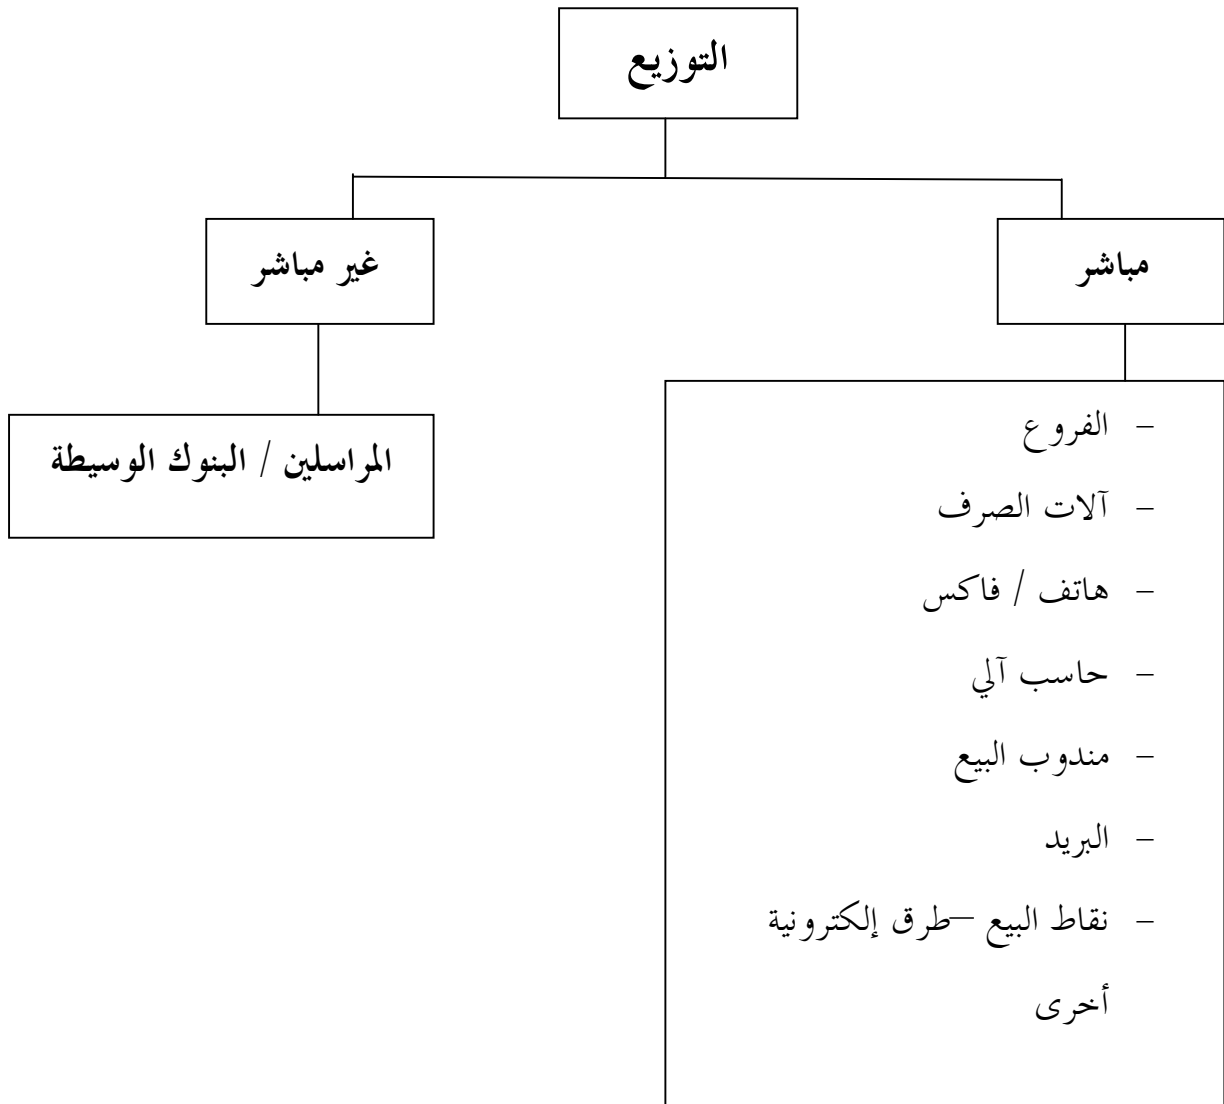 التوزيع
مباشر
غير مباشر
– الفروع
– آلات الصرف
– هاتف / فاكس
– حاسب آلي
– مندوب البيع
– البريد
– نقاط البيع –طرق إلكترونية
أخرى
المراسلين / البنوك الوسيطة